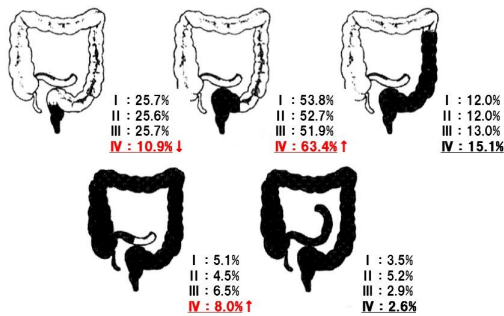 Ⅰ : 25.7%
Ⅱ : 25.6%
Ⅲ : 25.7%
Ⅳ : 10.9%↓
Ⅰ : 53.8%
Ⅱ : 52.7%
Ⅲ : 51.9%
Ⅳ : 63.4%↑
Ⅰ : 12.0%
Ⅱ : 12.0%
Ⅲ : 13.0%
Ⅳ : 15.1%
Ⅰ : 5.1%
Ⅱ : 4.5%
Ⅲ : 6.5%
Ⅳ : 8.0%↑
Ⅰ : 3.5%
Ⅱ : 5.2%
Ⅲ : 2.9%
Ⅳ : 2.6%